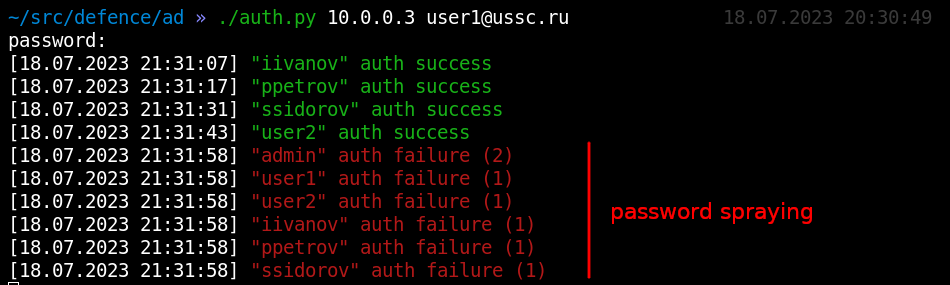 ~/src/defence/ad » ./auth.py 10.0.0.3 user1@ussc.ru 18.07.2023 20:30:49
password:
[18.07.2023 21:31:07] "iivanov" auth success
[18.07.2023 21:31:17] "ppetrov" auth success
[18.07.2023 21:31:31] "ssidorov" auth success
[18.07.2023 21:31:43] "user2" auth success
[18.07.2023 21:31:58] "admin" auth failure (2)
[18.07.2023 21:31:58] "user1" auth failure (1)
[18.07.2023 21:31:58] "user2" auth failure (1)
[18.07.2023 21:31:58] "iivanov" auth failure (1)
[18.07.2023 21:31:58] "ppetrov" auth failure (1)
[18.07.2023 21:31:58] "ssidorov" auth failure (1)
password spraying